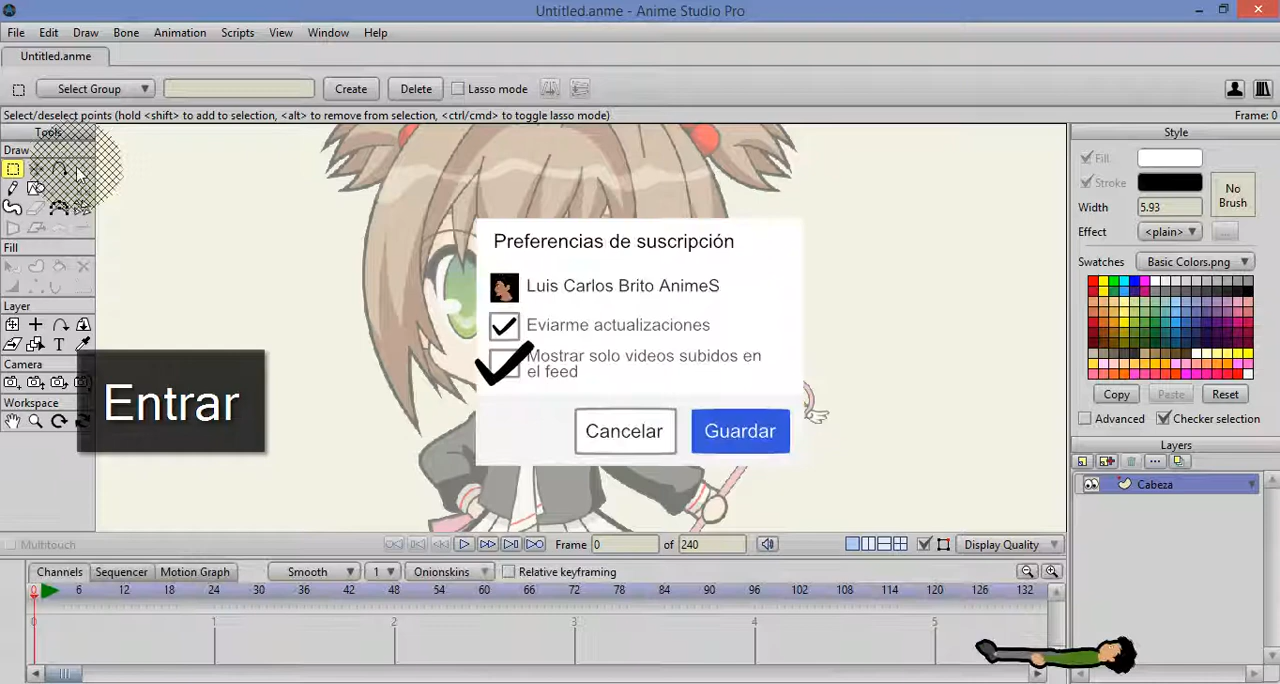 Untitled.anme - Anime Studio Pro
File Edit Draw Bone Animation Scripts View Window Help
Untitled.anme
Select Group Create Delete Lasso mode
Select/deselect points (hold <shift> to add to selection, <alt> to remove from selection, <ctrl/cmd> to toggle lasso mode) Frame: 0
Tools
Draw
Fill
Layer
Camera
Workspace
Entrar
Preferencias de suscripción
Luis Carlos Brito AnimeS
Eviarme actualizaciones
Mostrar solo videos subidos en
el feed
Cancelar Guardar
Style
Fill
Stroke
No
Brush
Width 5.93
Effect <plain> ...
Swatches Basic Colors.png
Copy Paste Reset
Advanced Checker selection
Layers
Cabeza
Multitouch
Frame 0 of 240 Display Quality
Channels Sequencer Motion Graph Smooth 1 Onionskins Relative keyframing
0 6 12 18 24 30 36 42 48 54 60 66 72 78 84 90 96 102 108 114 120 126 132
0 1 2 3 4 5